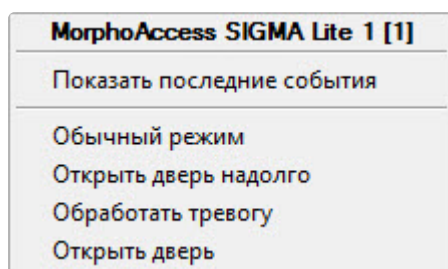 MorphoAccess SIGMA Lite 1 [1]
Показать последние события
Обычный режим
Открыть дверь надолго
Обработать тревогу
Открыть дверь